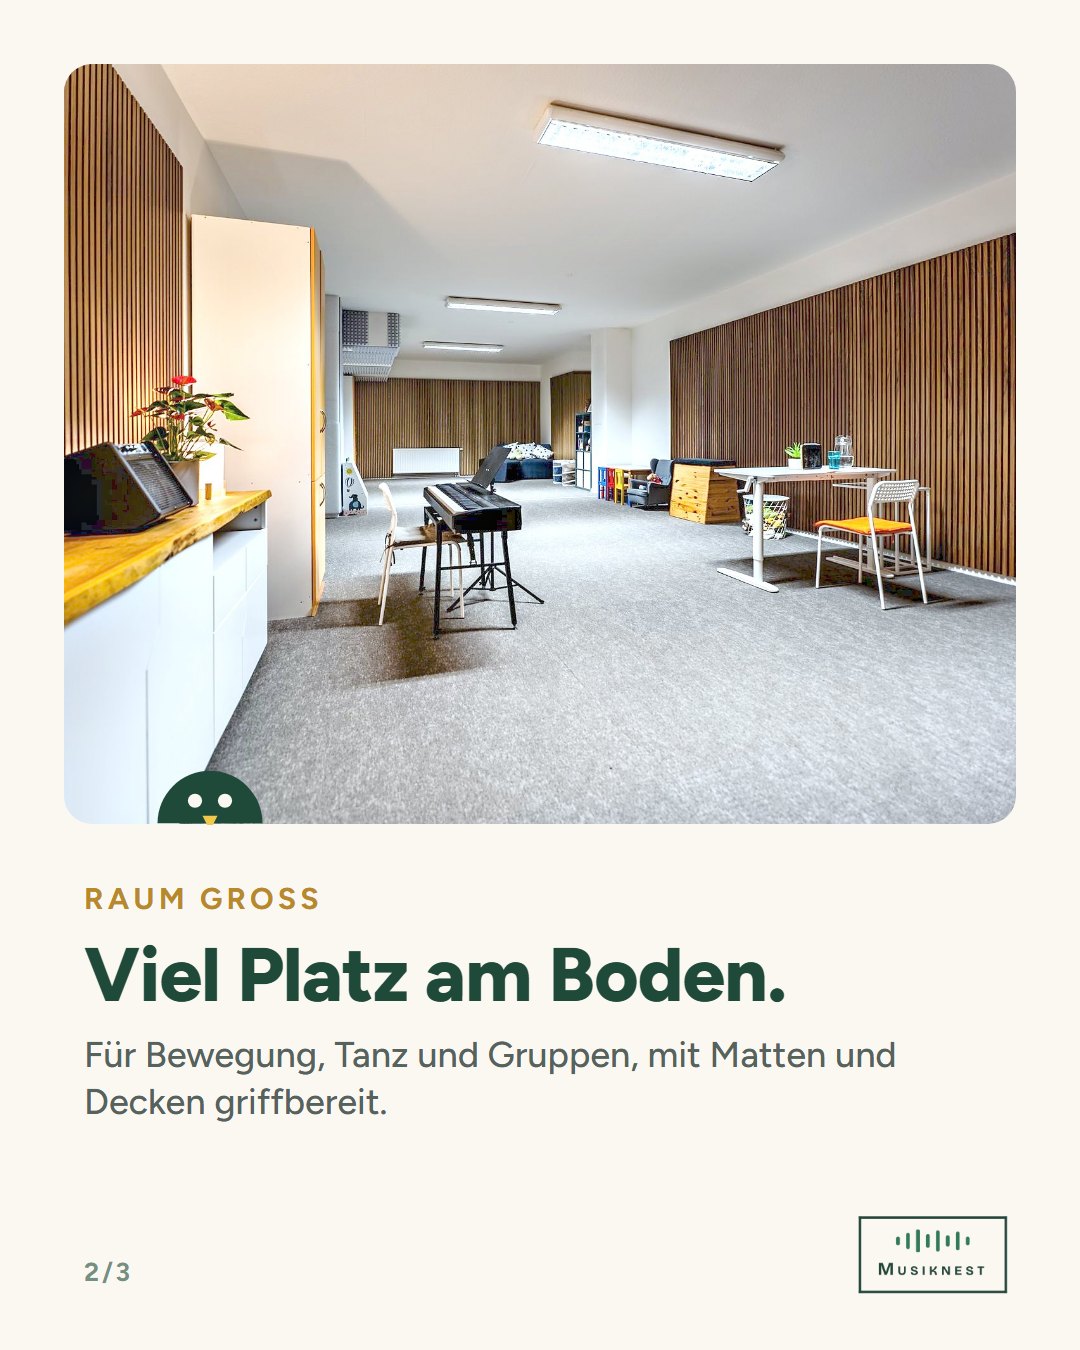 RAUM GROSS
Viel Platz am Boden.
Für Bewegung, Tanz und Gruppen, mit Matten und
Decken griffbereit.
2/3
MUSIKNEST